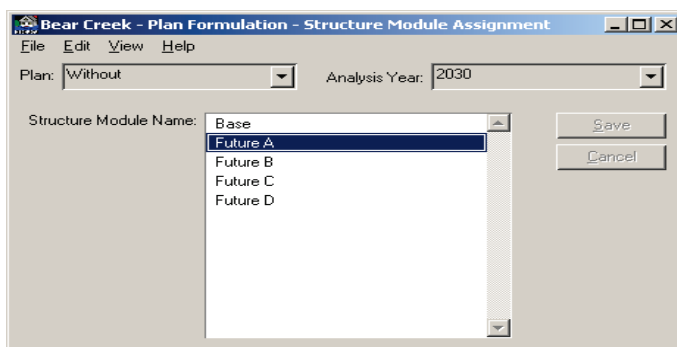 Bear Creek - Plan Formulation - Structure Module Assignment
File Edit View Help
Plan: Without Analysis Year: 2030
Structure Module Name:
Base
Future A
Future B
Future C
Future D
Save
Cancel